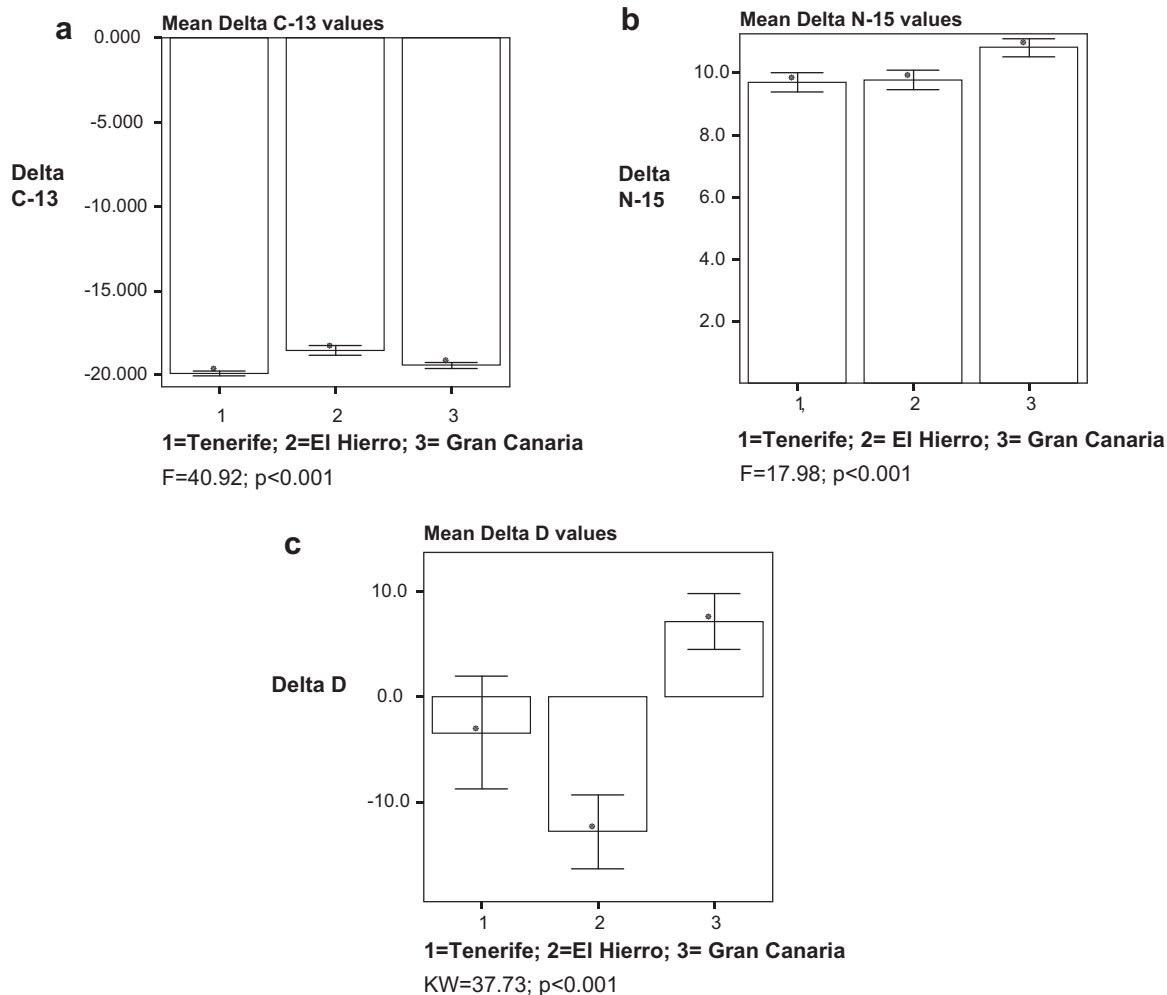 a
Mean Delta C-13 values
0.000
-5.000
Delta
C-13
-10.000
-15.000
-20.000
1 2 3
1=Tenerife; 2=El Hierro; 3= Gran Canaria
F=40.92; p<0.001
b
Mean Delta N-15 values
10.0
8.0
Delta
N-15
6.0
4.0
2.0
1, 2 3
1=Tenerife; 2= El Hierro; 3= Gran Canaria
F=17.98; p<0.001
c
Mean Delta D values
10.0
Delta D
0.0
-10.0
1 2 3
1=Tenerife; 2=El Hierro; 3= Gran Canaria
KW=37.73; p<0.001